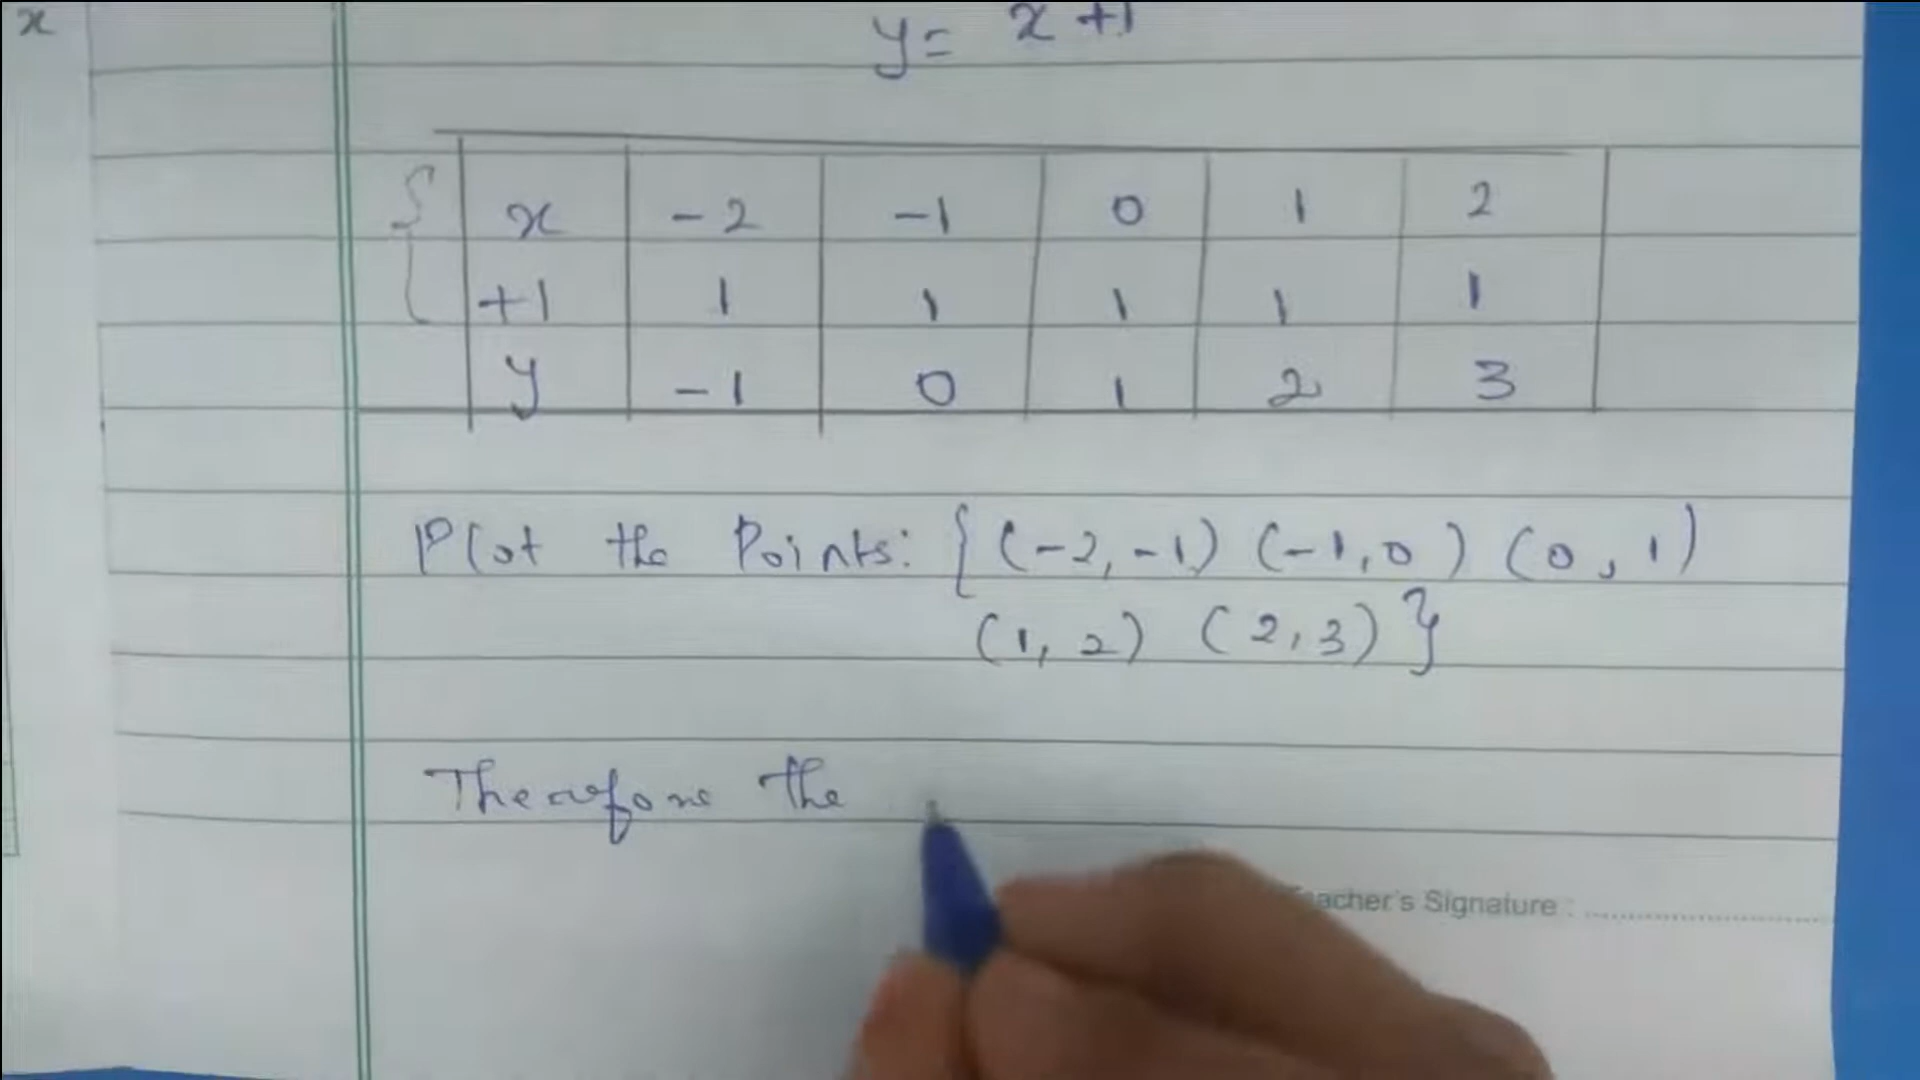 x
y = x + 1
x -2 -1 0 1 2
+1 1 1 1 1 1
y -1 0 1 2 3
Plot the Points: { (-2, -1) (-1, 0) (0, 1)
(1, 2) (2, 3) }
Therefore the
Teacher's Signature : ....................